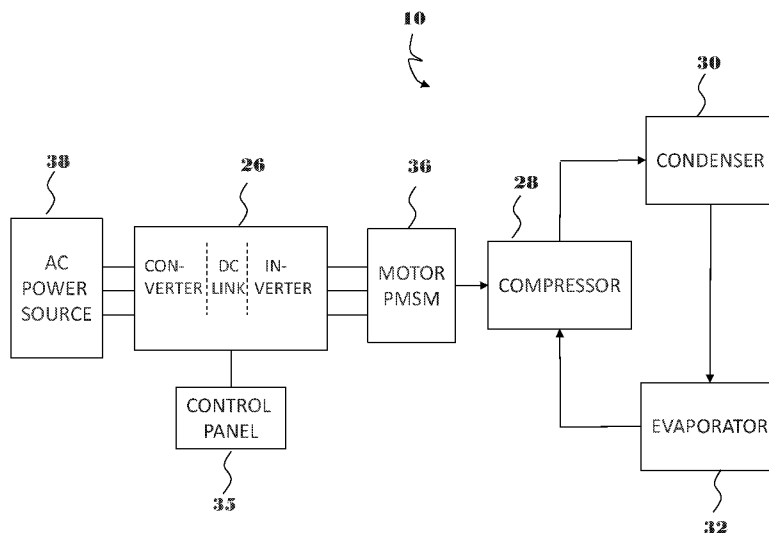 10
30
CONDENSER
38
26
36
28
AC
POWER
SOURCE
CON-
VERTER
DC
LINK
IN-
VERTER
MOTOR
PMSM
COMPRESSOR
CONTROL
PANEL
35
EVAPORATOR
32